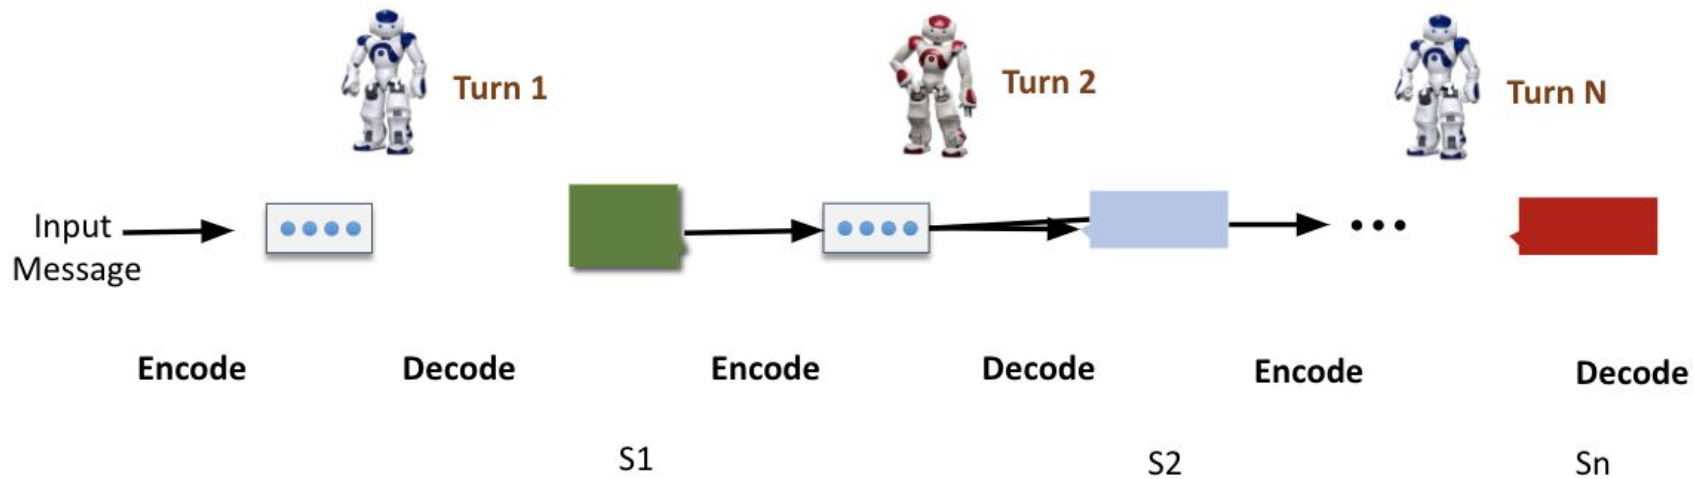 Turn 1
Turn 2
Turn N
Input
Message
Encode
Decode
Encode
Decode
Encode
Decode
S1
S2
Sn